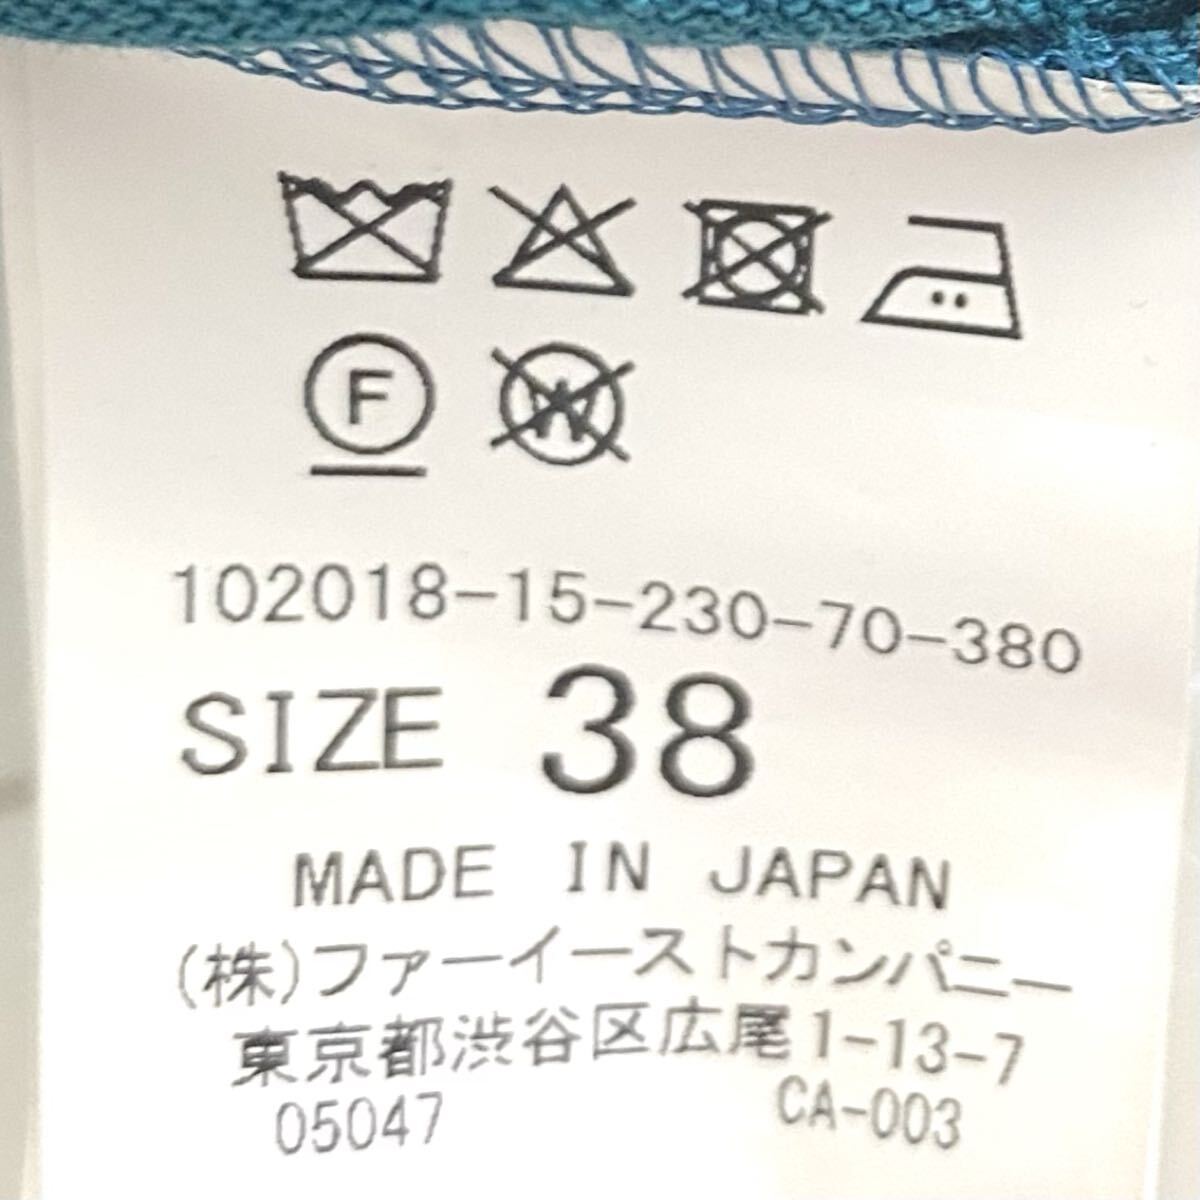 F W
102018-15-230-70-380
SIZE 38
MADE IN JAPAN
(株)ファーイーストカンパニー
東京都渋谷区広尾1-13-7
05047 CA-003